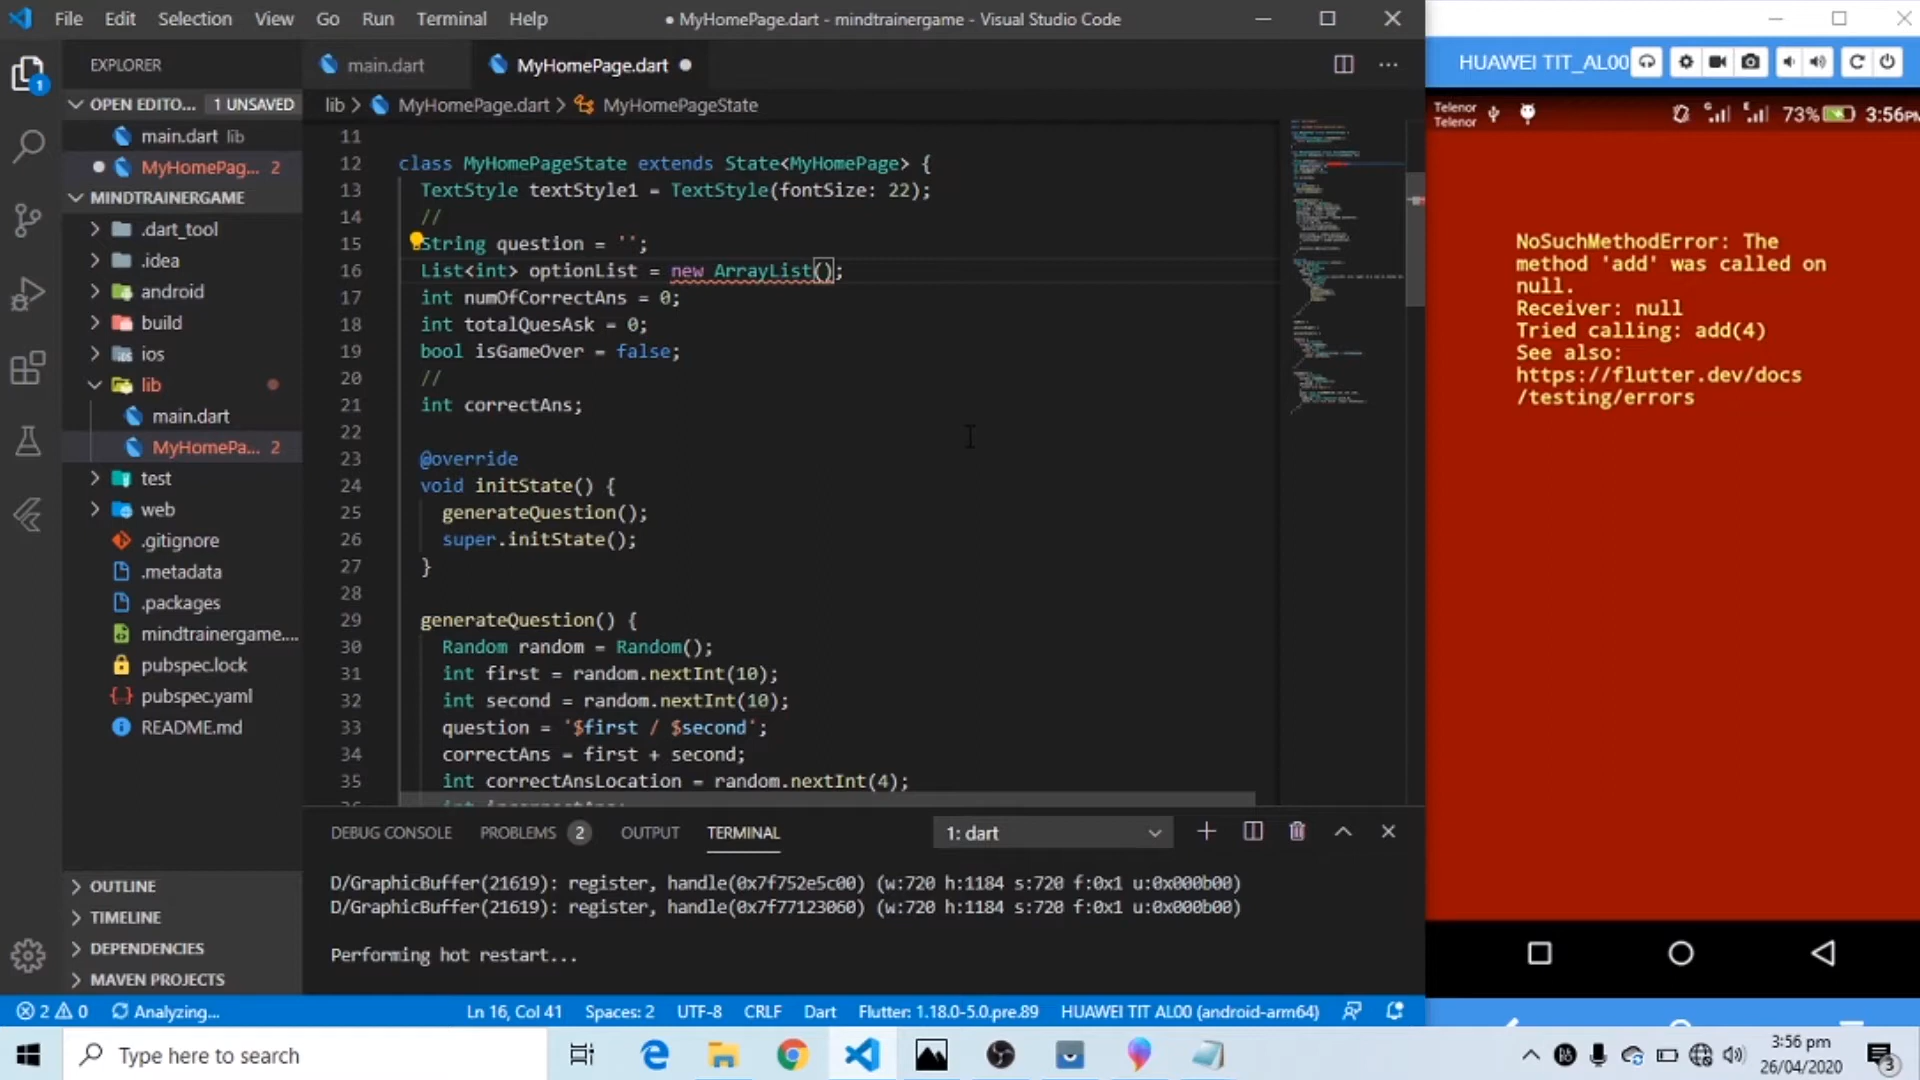 File Edit Selection View Go Run Terminal Help
● MyHomePage.dart - mindtrainergame - Visual Studio Code
EXPLORER
OPEN EDITO... 1 UNSAVED
main.dart lib
MyHomePag... 2
MINDTRAINERGAME
.dart_tool
.idea
android
build
ios
lib
main.dart
MyHomePa... 2
test
web
.gitignore
.metadata
.packages
mindtrainergame....
pubspec.lock
pubspec.yaml
README.md
OUTLINE
TIMELINE
DEPENDENCIES
MAVEN PROJECTS
main.dart MyHomePage.dart
lib > MyHomePage.dart > MyHomePageState
11
12 class MyHomePageState extends State<MyHomePage> {
13 TextStyle textStyle1 = TextStyle(fontSize: 22);
14 //
15 String question = '';
16 List<int> optionList = new ArrayList();
17 int numOfCorrectAns = 0;
18 int totalQuesAsk = 0;
19 bool isGameOver = false;
20 //
21 int correctAns;
22
23 @override
24 void initState() {
25 generateQuestion();
26 super.initState();
27 }
28
29 generateQuestion() {
30 Random random = Random();
31 int first = random.nextInt(10);
32 int second = random.nextInt(10);
33 question = '$first / $second';
34 correctAns = first + second;
35 int correctAnsLocation = random.nextInt(4);
DEBUG CONSOLE PROBLEMS 2 OUTPUT TERMINAL
1: dart
D/GraphicBuffer(21619): register, handle(0x7f752e5c00) (w:720 h:1184 s:720 f:0x1 u:0x000b00)
D/GraphicBuffer(21619): register, handle(0x7f77123060) (w:720 h:1184 s:720 f:0x1 u:0x000b00)
Performing hot restart...
2 0 Analyzing... Ln 16, Col 41 Spaces: 2 UTF-8 CRLF Dart Flutter: 1.18.0-5.0.pre.89 HUAWEI TIT AL00 (android-arm64)
HUAWEI TIT_AL00
Telenor
Telenor
73% 3:56PM
NoSuchMethodError: The
method 'add' was called on
null.
Receiver: null
Tried calling: add(4)
See also:
https://flutter.dev/docs
/testing/errors
Type here to search
3:56 pm
26/04/2020
3